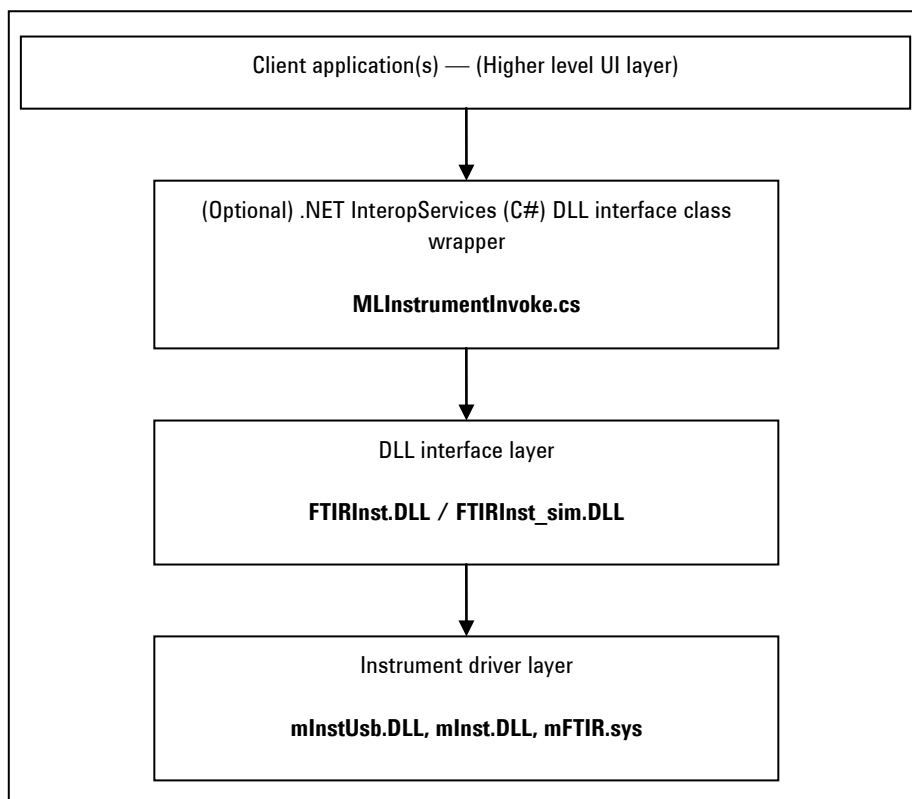 Client application(s) — (Higher level UI layer)
(Optional) .NET InteropServices (C#) DLL interface class
wrapper
MLInstrumentInvoke.cs
DLL interface layer
FTIRInst.DLL / FTIRInst_sim.DLL
Instrument driver layer
mInstUsb.DLL, mInst.DLL, mFTIR.sys